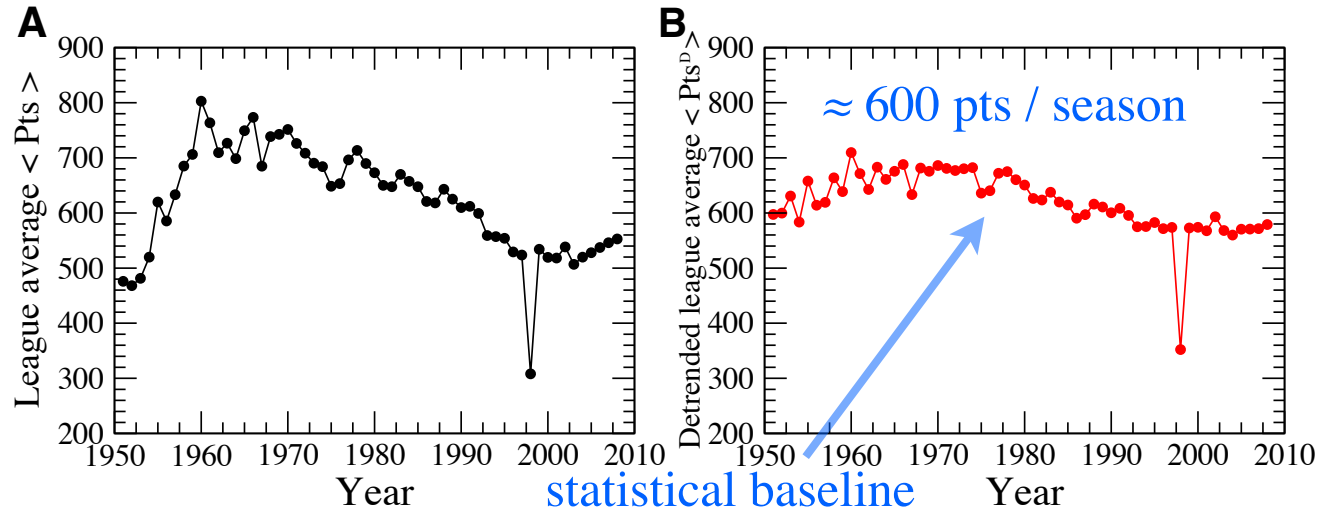 A
League average < Pts >
900
800
700
600
500
400
300
200
1950 1960 1970 1980 1990 2000 2010
Year
B
Detrended league average < Ptsᴰ>
900
800
700
600
500
400
300
200
1950 1960 1970 1980 1990 2000 2010
Year
≈ 600 pts / season
statistical baseline